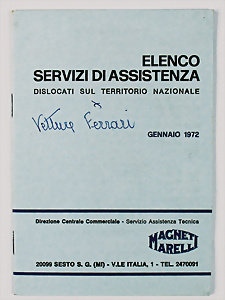 ELENCO
SERVIZI DI ASSISTENZA
DISLOCATI SUL TERRITORIO NAZIONALE
x
Vetture Ferrari
GENNAIO 1972
Direzione Centrale Commerciale - Servizio Assistenza Tecnica
MAGNETI
MARELLI
20099 SESTO S. G. (MI) - V.LE ITALIA, 1 - TEL. 2470091